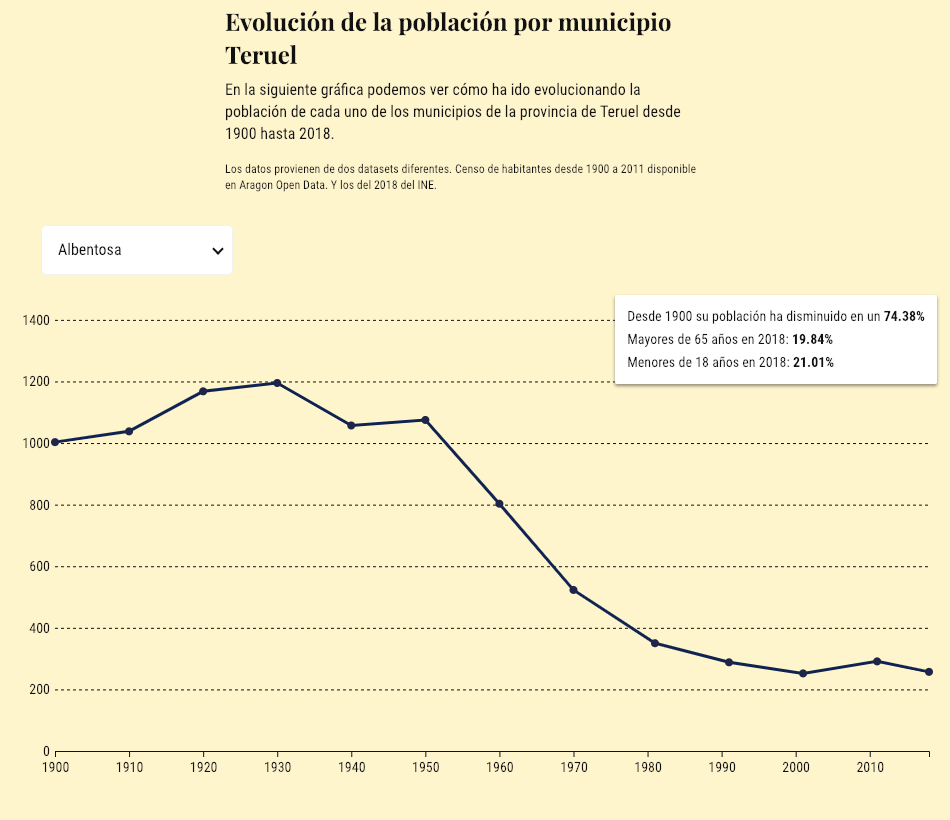 Evolución de la población por municipio
Teruel
En la siguiente gráfica podemos ver cómo ha ido evolucionando la
población de cada uno de los municipios de la provincia de Teruel desde
1900 hasta 2018.
Los datos provienen de dos datasets diferentes. Censo de habitantes desde 1900 a 2011 disponible
en Aragon Open Data. Y los del 2018 del INE.
Albentosa
Desde 1900 su población ha disminuido en un 74.38%
Mayores de 65 años en 2018: 19.84%
Menores de 18 años en 2018: 21.01%
1400
1200
1000
800
600
400
200
0
1900 1910 1920 1930 1940 1950 1960 1970 1980 1990 2000 2010